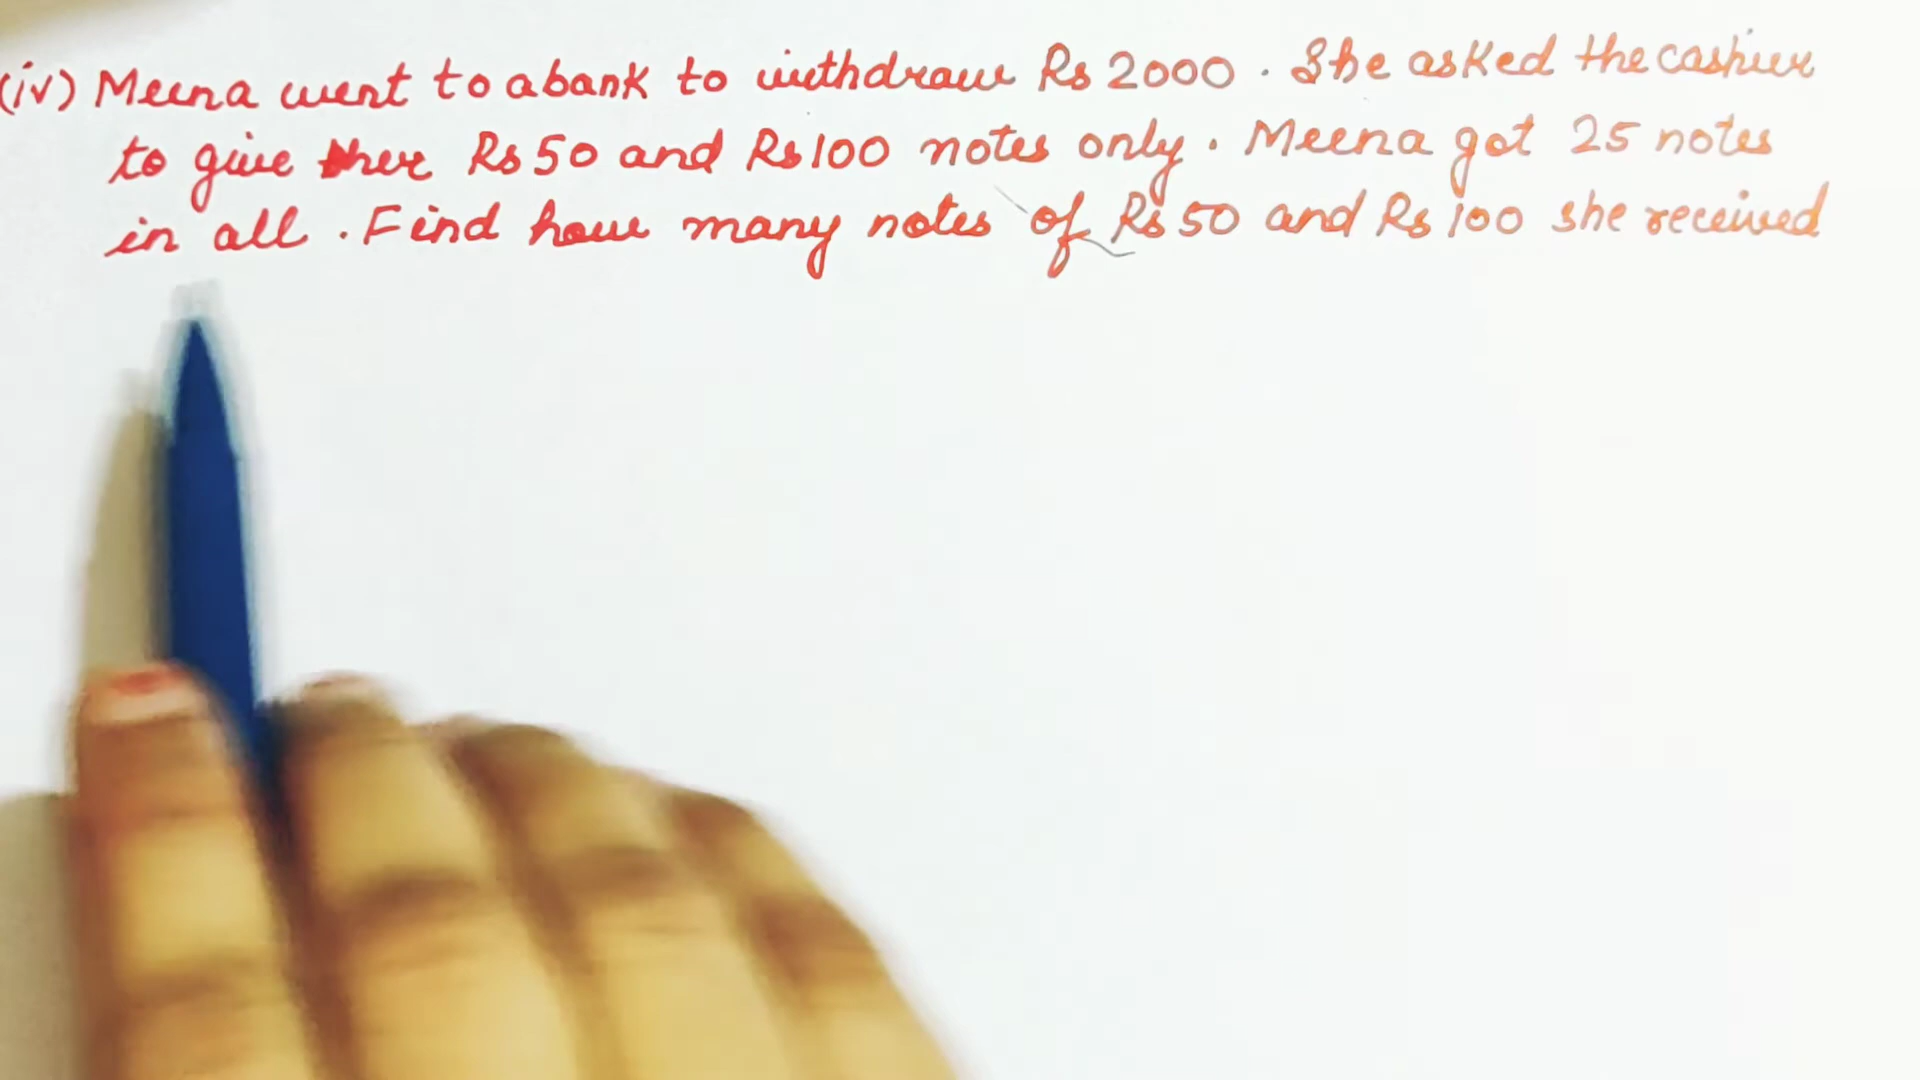 (iv) Meena went to a bank to withdraw Rs 2000 . She asked the cashier
to give her Rs 50 and Rs 100 notes only . Meena got 25 notes
in all . Find how many notes of Rs 50 and Rs 100 she received